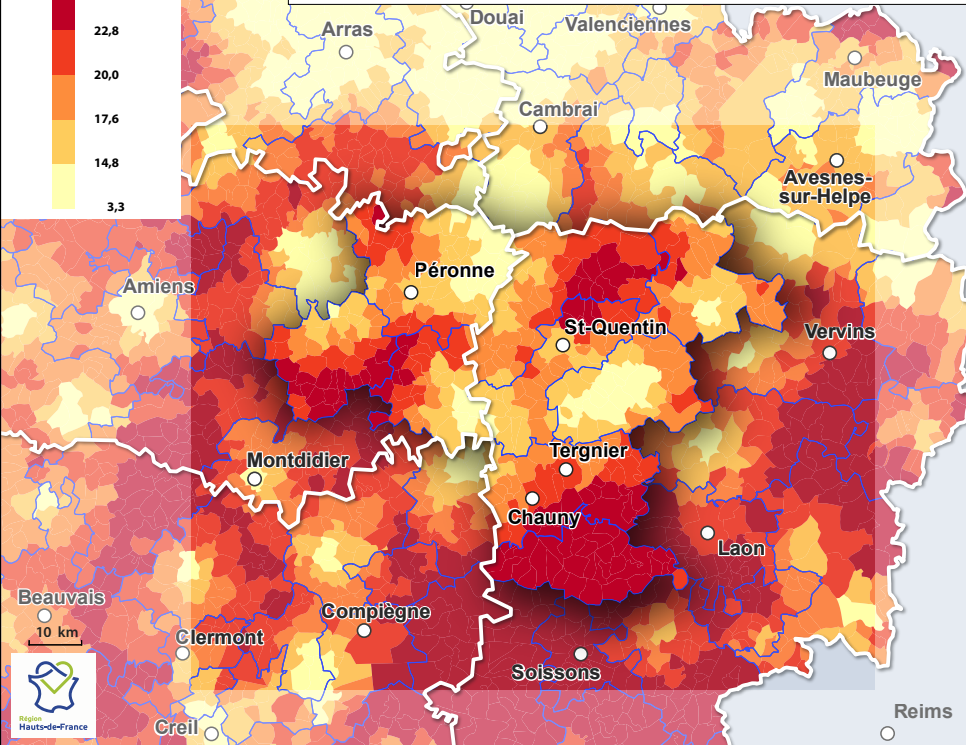 22,8
20,0
17,6
14,8
3,3
Arras
Douai
Valenciennes
Maubeuge
Cambrai
Avesnes-
sur-Helpe
Amiens
Péronne
St-Quentin
Vervins
Montdidier
Tergnier
Chauny
Laon
Beauvais
10 km
Compiègne
Clermont
Soissons
Région
Hauts-de-France
Creil
Reims